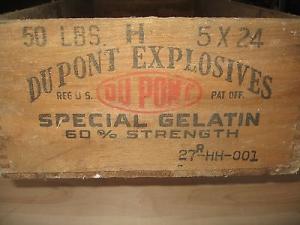 50 LBS. H 5 X 24
DU PONT EXPLOSIVES
REG U.S. DU PONT PAT. OFF.
SPECIAL GELATIN
60 % STRENGTH
27R-HH-001